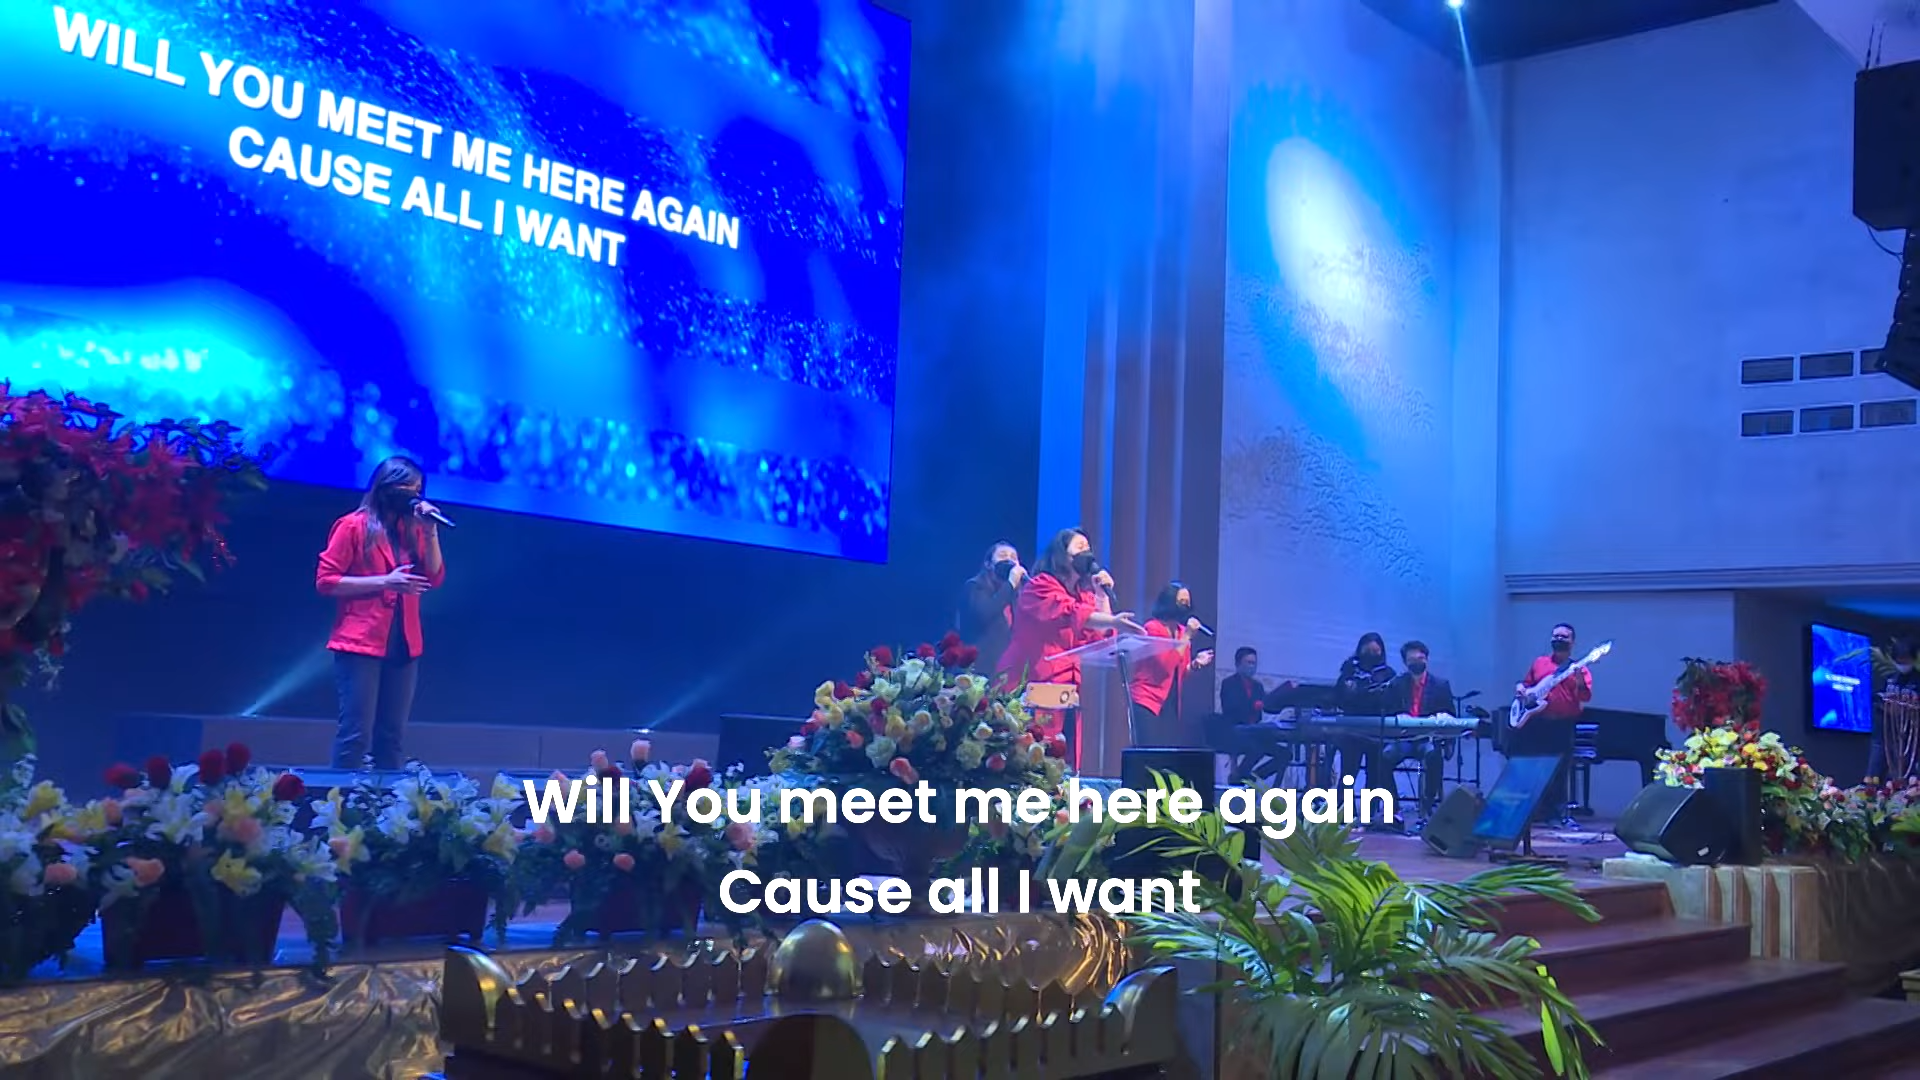 WILL YOU MEET ME HERE AGAIN
CAUSE ALL I WANT
Will You meet me here again
Cause all I want